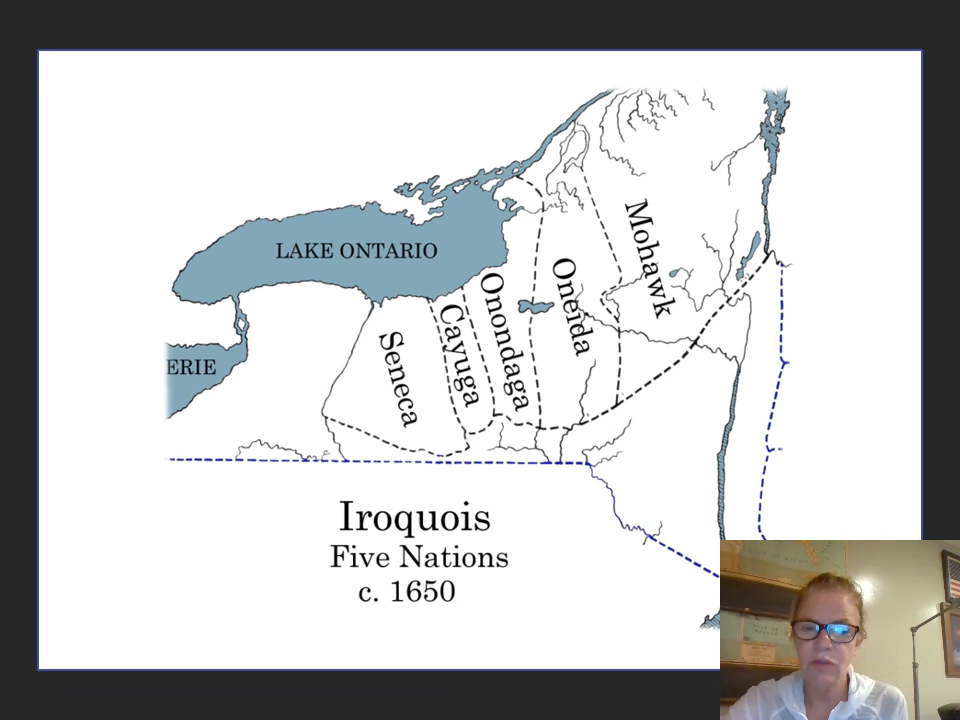 LAKE ONTARIO
ERIE
Seneca
Cayuga
Onondaga
Oneida
Mohawk
Iroquois
Five Nations
c. 1650